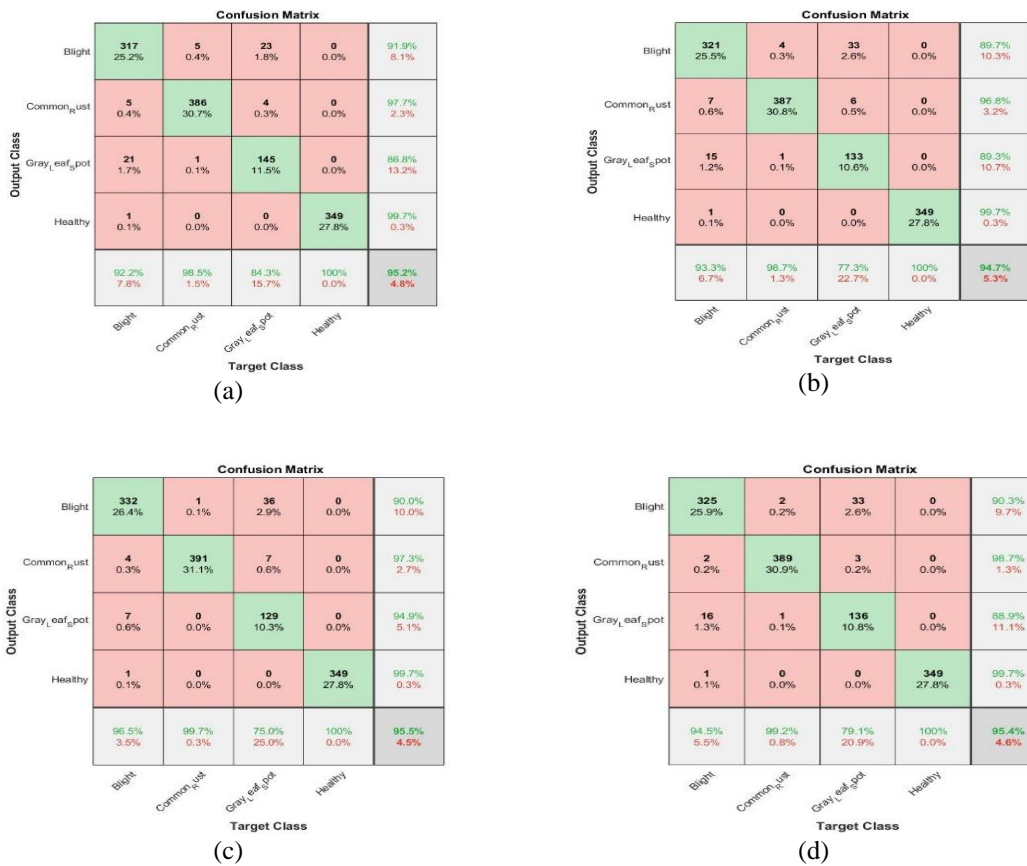 Confusion Matrix
Blight 317 5 23 0 91.9%
25.2% 0.4% 1.8% 0.0% 8.1%
Common_Rust 5 386 4 0 97.7%
0.4% 30.7% 0.3% 0.0% 2.3%
Gray_Leaf_Spot 21 1 145 0 86.8%
1.7% 0.1% 11.5% 0.0% 13.2%
Healthy 1 0 0 349 99.7%
0.1% 0.0% 0.0% 27.8% 0.3%
92.2% 98.5% 84.3% 100% 95.2%
7.8% 1.5% 15.7% 0.0% 4.8%
Blight Common_Rust Gray_Leaf_Spot Healthy
Output Class
Target Class
(a)
Confusion Matrix
Blight 321 4 33 0 89.7%
25.5% 0.3% 2.6% 0.0% 10.3%
Common_Rust 7 387 6 0 96.8%
0.6% 30.8% 0.5% 0.0% 3.2%
Gray_Leaf_Spot 15 1 133 0 89.3%
1.2% 0.1% 10.6% 0.0% 10.7%
Healthy 1 0 0 349 99.7%
0.1% 0.0% 0.0% 27.8% 0.3%
93.3% 98.7% 77.3% 100% 94.7%
6.7% 1.3% 22.7% 0.0% 5.3%
Blight Common_Rust Gray_Leaf_Spot Healthy
Output Class
Target Class
(b)
Confusion Matrix
Blight 332 1 36 0 90.0%
26.4% 0.1% 2.9% 0.0% 10.0%
Common_Rust 4 391 7 0 97.3%
0.3% 31.1% 0.6% 0.0% 2.7%
Gray_Leaf_Spot 7 0 129 0 94.9%
0.6% 0.0% 10.3% 0.0% 5.1%
Healthy 1 0 0 349 99.7%
0.1% 0.0% 0.0% 27.8% 0.3%
96.5% 99.7% 75.0% 100% 95.5%
3.5% 0.3% 25.0% 0.0% 4.5%
Blight Common_Rust Gray_Leaf_Spot Healthy
Output Class
Target Class
(c)
Confusion Matrix
Blight 325 2 33 0 90.3%
25.9% 0.2% 2.6% 0.0% 9.7%
Common_Rust 2 389 3 0 98.7%
0.2% 30.9% 0.2% 0.0% 1.3%
Gray_Leaf_Spot 16 1 136 0 88.9%
1.3% 0.1% 10.8% 0.0% 11.1%
Healthy 1 0 0 349 99.7%
0.1% 0.0% 0.0% 27.8% 0.3%
94.5% 99.2% 79.1% 100% 95.4%
5.5% 0.8% 20.9% 0.0% 4.6%
Blight Common_Rust Gray_Leaf_Spot Healthy
Output Class
Target Class
(d)